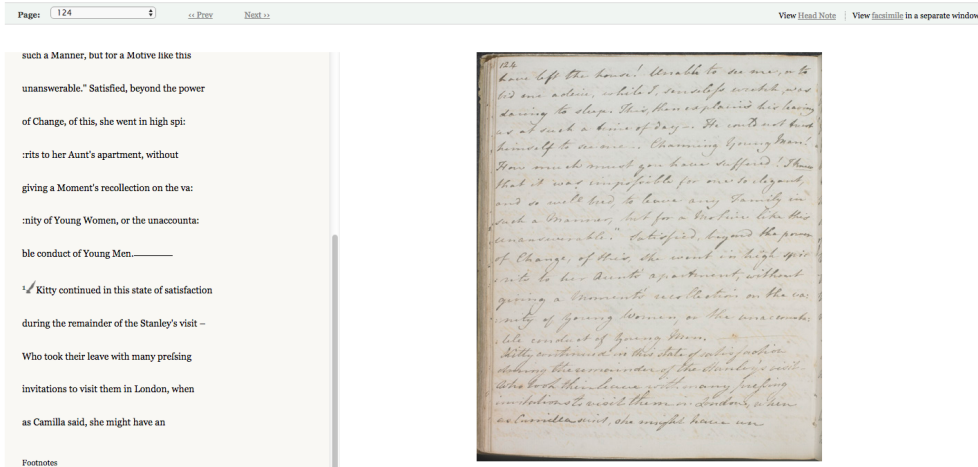 Page: 124 << Prev Next >> View Head Note | View facsimile in a separate window
such a Manner, but for a Motive like this
unanswerable." Satisfied, beyond the power
of Change, of this, she went in high spi:
:rits to her Aunt's apartment, without
giving a Moment's recollection on the va:
:nity of Young Women, or the unaccounta:
ble conduct of Young Men.———
¹Kitty continued in this state of satisfaction
during the remainder of the Stanley's visit –
Who took their leave with many preſsing
invitations to visit them in London, when
as Camilla said, she might have an
Footnotes
124
have left the house! Unable to see me, or to
bid me adeiu, while I, senseleſs wretch, was
daring to sleep! This, then explains his leaving
us at such a time of day—. He could not trust
himself to see me—. Charming Young Man!
How much must you have suffered! I knew
that it was impoſsible for one so elegant,
and so well bred, to leave any Family in
such a Manner, but for a Motive like this
unanswerable." Satisfied, beyond the power
of Change, of this, she went in high spi:
rits to her Aunt's apartment, without
giving a Moment's recollection on the va:
:nity of Young Women, or the unaccounta:
ble conduct of Young Men.
Kitty continued in this state of satisfaction
during the remainder of the Stanley's visit–
Who took their leave with many preſsing
invitations to visit them in London, when
as Camilla said, she might have an